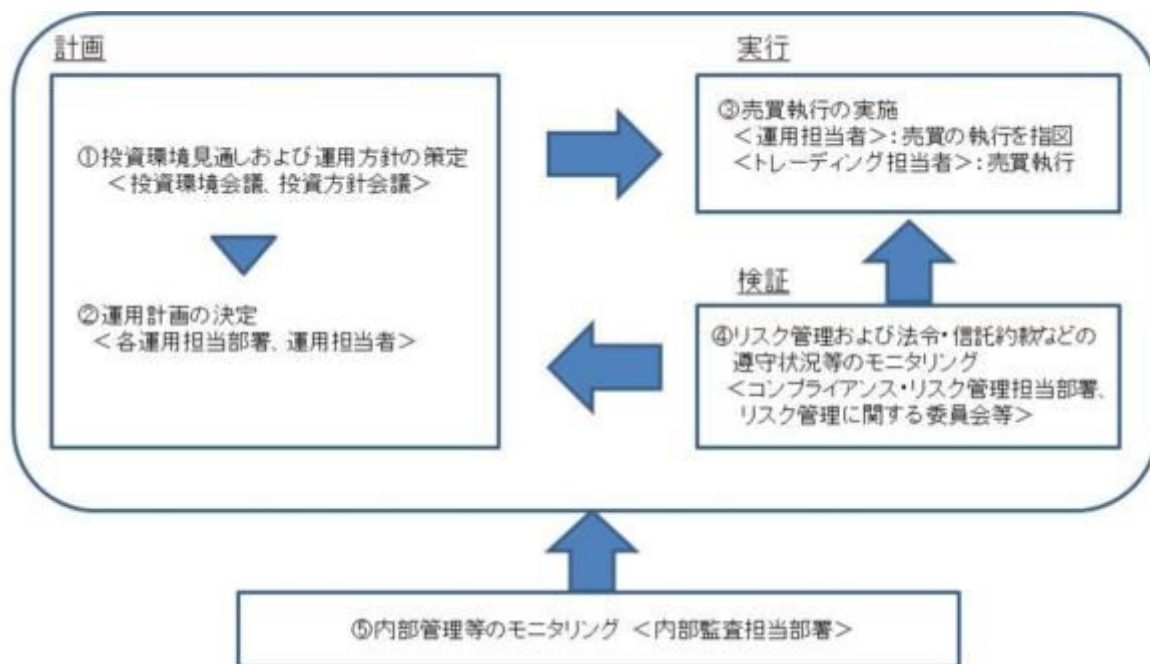 計画
①投資環境見通しおよび運用方針の策定
＜投資環境会議、投資方針会議＞
②運用計画の決定
＜各運用担当部署、運用担当者＞
実行
③売買執行の実施
＜運用担当者＞：売買の執行を指図
＜トレーディング担当者＞：売買執行
検証
④リスク管理および法令・信託約款などの
遵守状況等のモニタリング
＜コンプライアンス・リスク管理担当部署、
リスク管理に関する委員会等＞
⑤内部管理等のモニタリング ＜内部監査担当部署＞